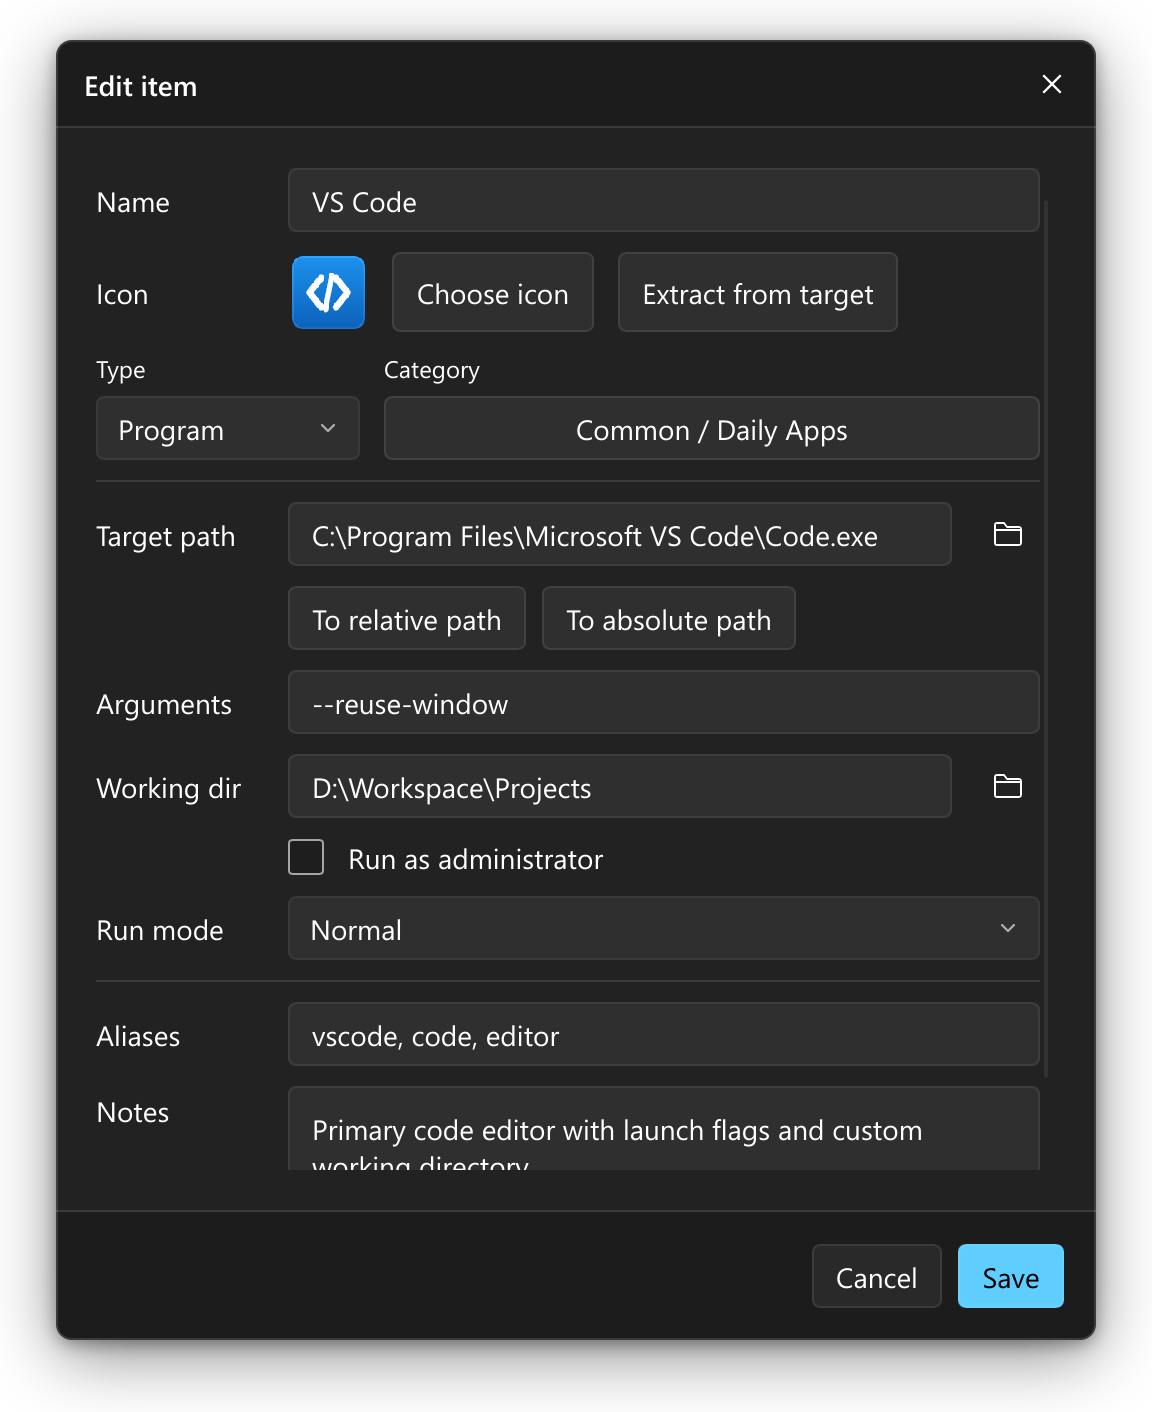 Edit item
Name
VS Code
Icon
Choose icon
Extract from target
Type
Category
Program
Common / Daily Apps
Target path
C:\Program Files\Microsoft VS Code\Code.exe
To relative path
To absolute path
Arguments
--reuse-window
Working dir
D:\Workspace\Projects
Run as administrator
Run mode
Normal
Aliases
vscode, code, editor
Notes
Primary code editor with launch flags and custom
working directory
Cancel
Save